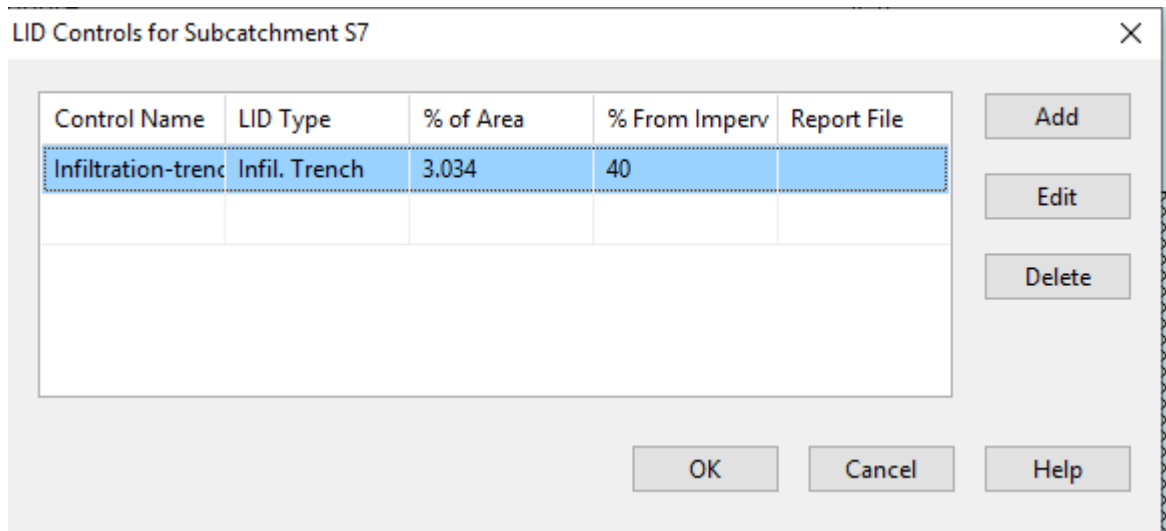 LID Controls for Subcatchment S7
Control Name LID Type % of Area % From Imperv Report File
Infiltration-trenc Infil. Trench 3.034 40
Add
Edit
Delete
OK Cancel Help